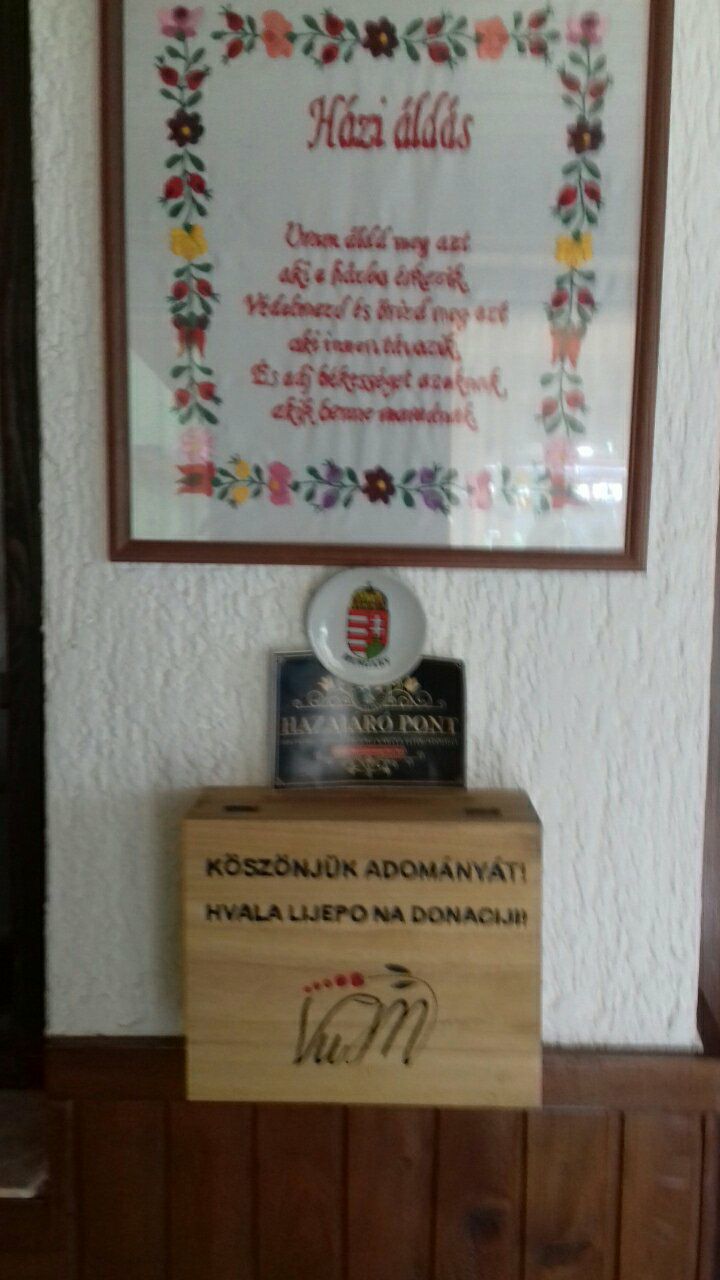 Házi áldás
Uram áldd meg azt
aki e házba érkezik,
Védelmezd és őrizd meg azt
aki innen távozik,
És adj békességet azoknak,
akik benne maradnak
HUNGARY
HAZAJÁRÓ PONT
KÖSZÖNJÜK ADOMÁNYÁT!
HVALA LIJEPO NA DONACIJI!
VuM